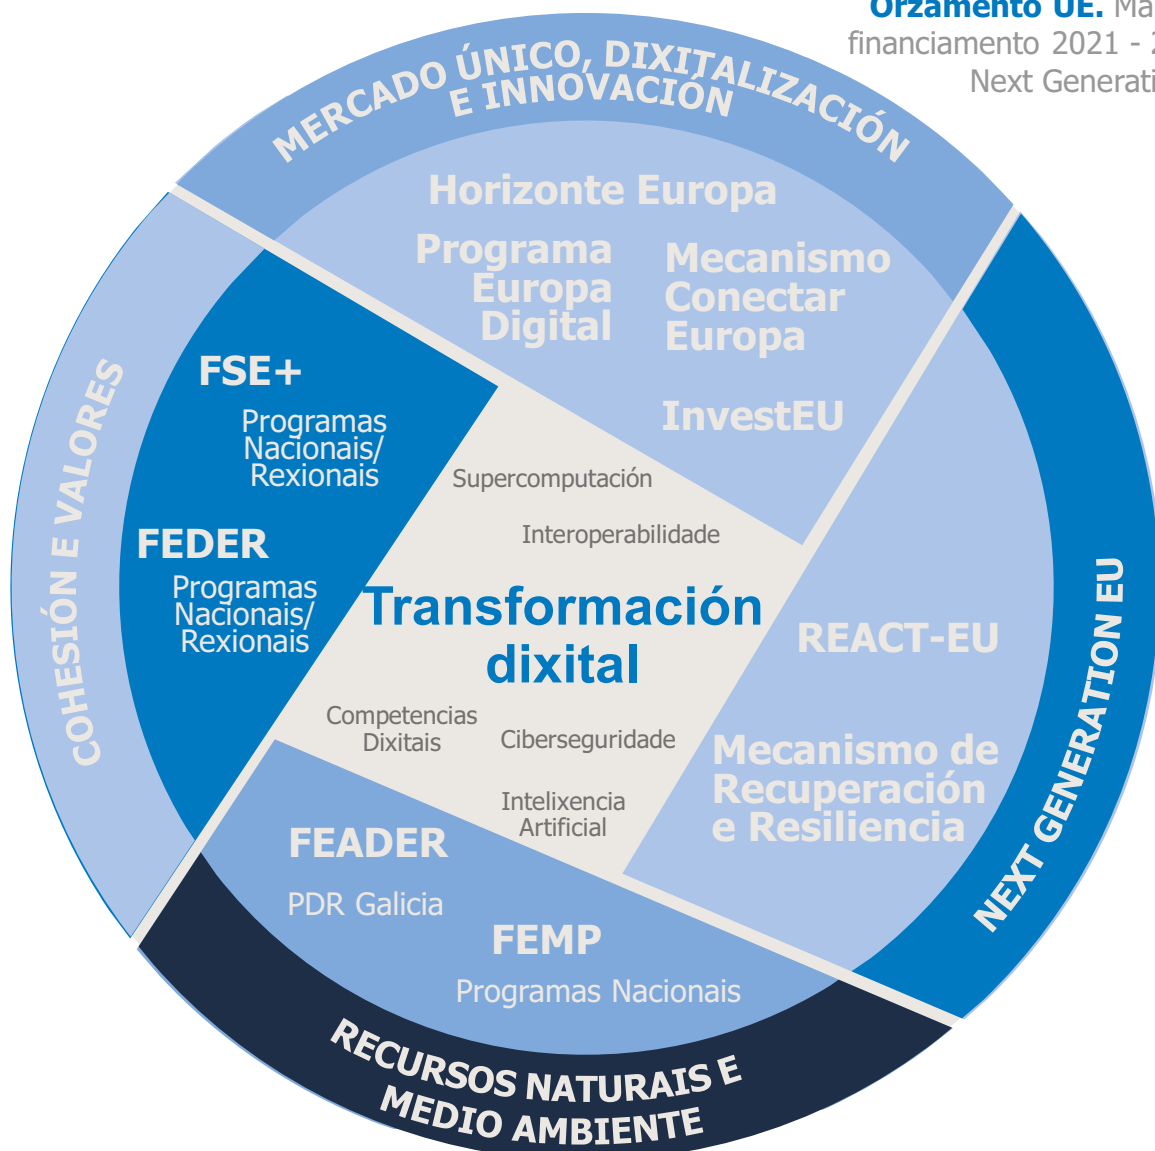 Orzamento UE.
financiamento 2021 -
Next
MERCADO ÚNICO, DIXITALIZACIÓN
E INNOVACIÓN
Horizonte Europa
Programa
Europa
Digital
Mecanismo
Conectar
Europa
InvestEU
COHESIÓN E VALORES
FSE+
Programas
Nacionais/
Rexionais
FEDER
Programas
Nacionais/
Rexionais
Supercomputación
Interoperabilidade
Transformación
dixital
Competencias
Dixitais
Ciberseguridade
Intelixencia
Artificial
NEXT GENERATION EU
REACT-EU
Mecanismo de
Recuperación
e Resiliencia
FEADER
PDR Galicia
FEMP
Programas Nacionais
RECURSOS NATURAIS E
MEDIO AMBIENTE